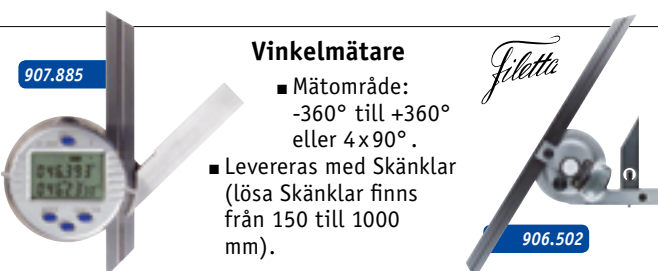 907.885
Vinkelmätare
■ Mätområde:
-360° till +360°
eller 4x90°.
■ Levereras med Skänklar
(lösa Skänklar finns
från 150 till 1000
mm).
Filetta
906.502